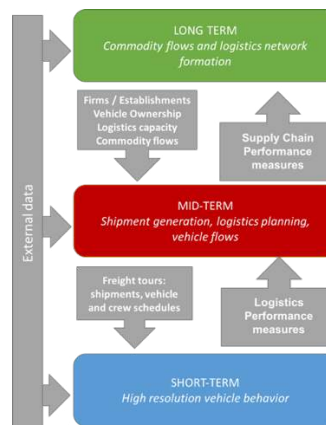 External data
LONG TERM
Commodity flows and logistics network
formation
Firms / Establishments
Vehicle Ownership
Logistics capacity
Commodity flows
Supply Chain
Performance
measures
MID-TERM
Shipment generation, logistics planning,
vehicle flows
Freight tours:
shipments, vehicle
and crew schedules
Logistics
Performance
measures
SHORT-TERM
High resolution vehicle behavior